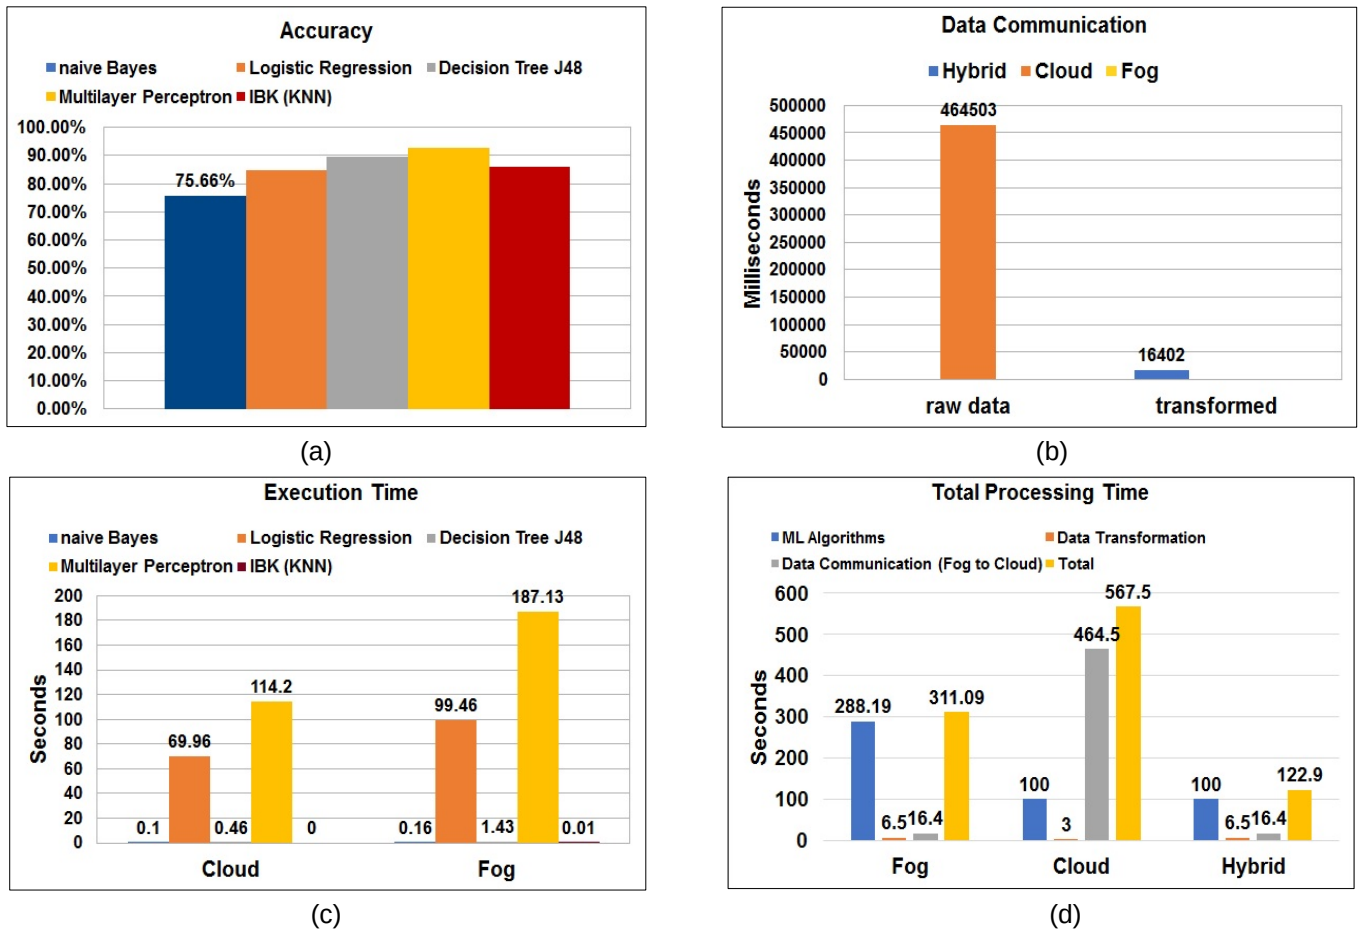 Accuracy
naive Bayes Logistic Regression Decision Tree J48
Multilayer Perceptron IBK (KNN)
100.00%
90.00%
80.00%
70.00%
60.00%
50.00%
40.00%
30.00%
20.00%
10.00%
0.00%
75.66%
(a)
Data Communication
Hybrid Cloud Fog
Milliseconds
500000
450000
400000
350000
300000
250000
200000
150000
100000
50000
0
464503
16402
raw data transformed
(b)
Execution Time
naive Bayes Logistic Regression Decision Tree J48
Multilayer Perceptron IBK (KNN)
Seconds
200
180
160
140
120
100
80
60
40
20
0
0.1 69.96 0.46 114.2 0
0.16 99.46 1.43 187.13 0.01
Cloud Fog
(c)
Total Processing Time
ML Algorithms Data Transformation
Data Communication (Fog to Cloud) Total
Seconds
600
500
400
300
200
100
0
288.19 6.5 16.4 311.09
100 3 464.5 567.5
100 6.5 16.4 122.9
Fog Cloud Hybrid
(d)